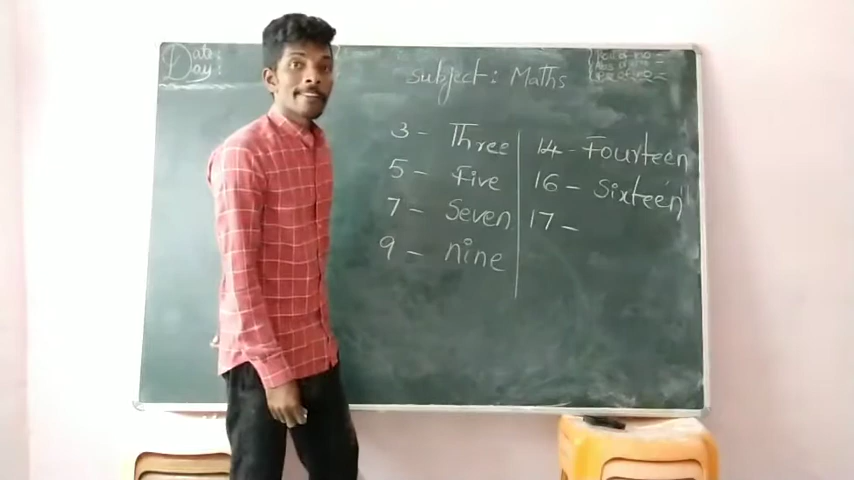 Date:
Day:
Subject: Maths
3 - Three
5 - Five
7 - Seven
9 - nine
14 - Fourteen
16 - Sixteen
17 -